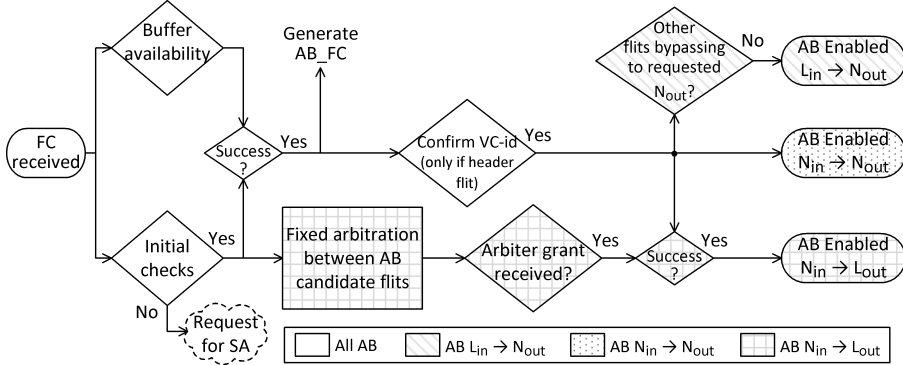 Buffer
availability
Generate
AB_FC
Other
flits bypassing
to requested
Nout?
No
AB Enabled
Lin → Nout
FC
received
Success
?
Yes
Confirm VC-id
(only if header
flit)
Yes
AB Enabled
Nin → Nout
Initial
checks
Yes
No
Fixed arbitration
between AB
candidate flits
Arbiter grant
received?
Yes
Success
?
Yes
AB Enabled
Nin → Lout
Request
for SA
All AB
AB Lin → Nout
AB Nin → Nout
AB Nin → Lout